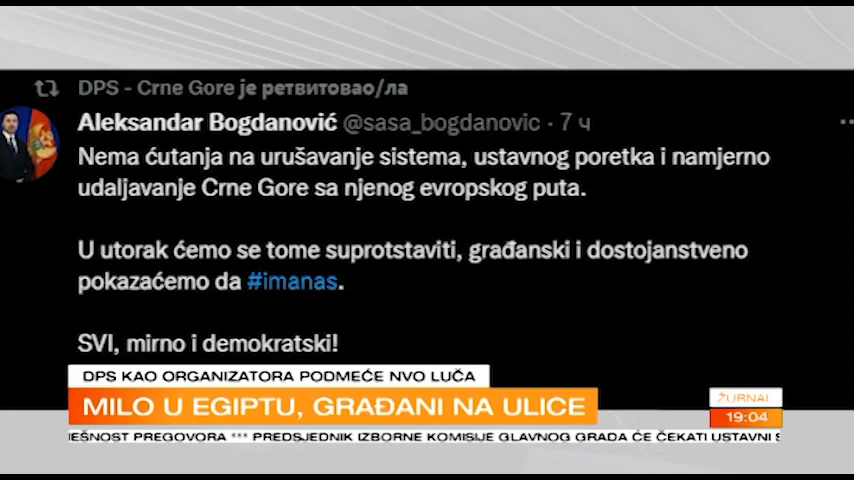 DPS - Crne Gore је ретвитовао/ла
Aleksandar Bogdanović @sasa_bogdanovic · 7 ч
Nema ćutanja na urušavanje sistema, ustavnog poretka i namjerno
udaljavanje Crne Gore sa njenog evropskog puta.
U utorak ćemo se tome suprotstaviti, građanski i dostojanstveno
pokazaćemo da #imanas.
SVI, mirno i demokratski!
DPS KAO ORGANIZATORA PODMEĆE NVO LUČA
MILO U EGIPTU, GRAĐANI NA ULICE
ŽURNAL
19:04
JEŠNOST PREGOVORA *** PREDSJEDNIK IZBORNE KOMISIJE GLAVNOG GRADA ĆE ČEKATI USTAVNI S